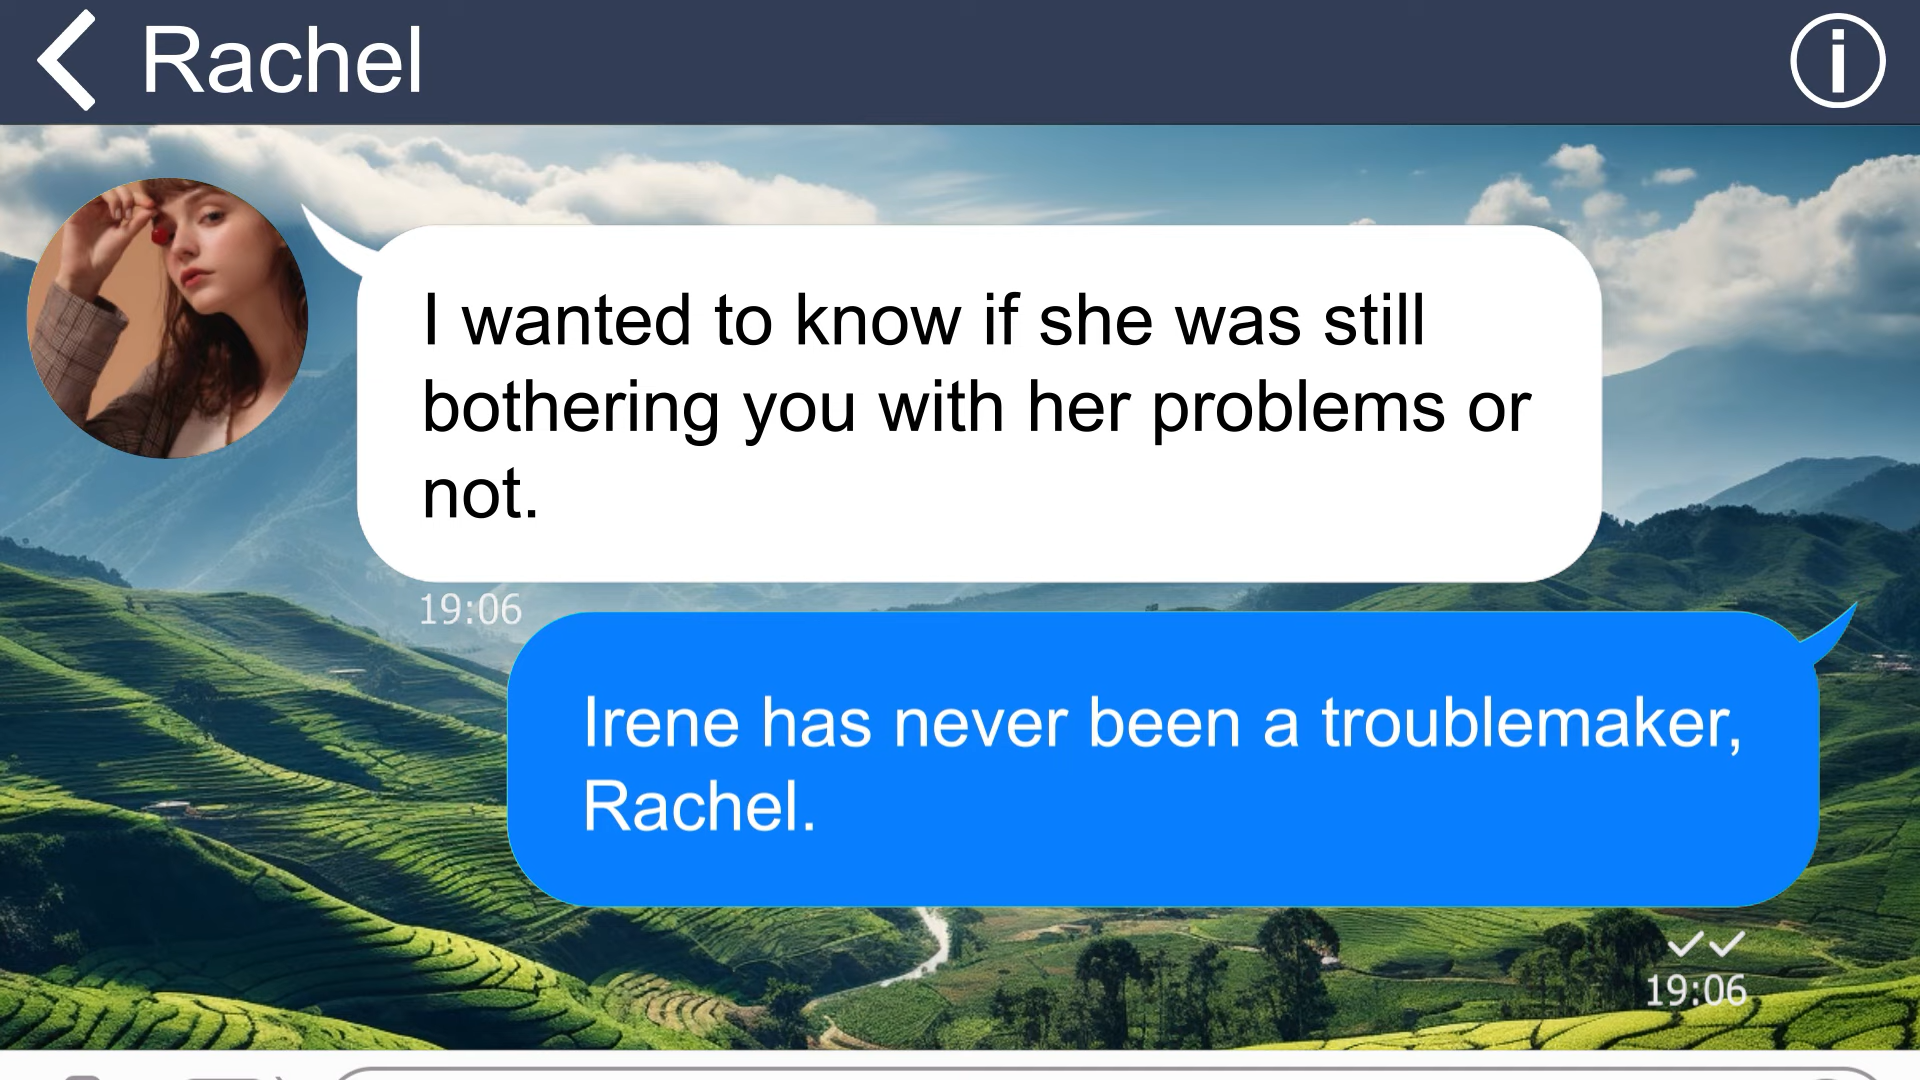 Rachel
I wanted to know if she was still
bothering you with her problems or
not.
19:06
Irene has never been a troublemaker,
Rachel.
19:06